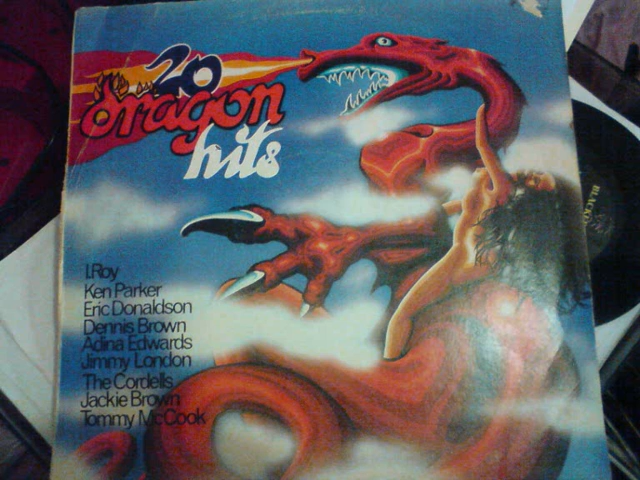 20
dragon
hits
I.Roy
Ken Parker
Eric Donaldson
Dennis Brown
Adina Edwards
Jimmy London
The Cordells
Jackie Brown
Tommy McCook